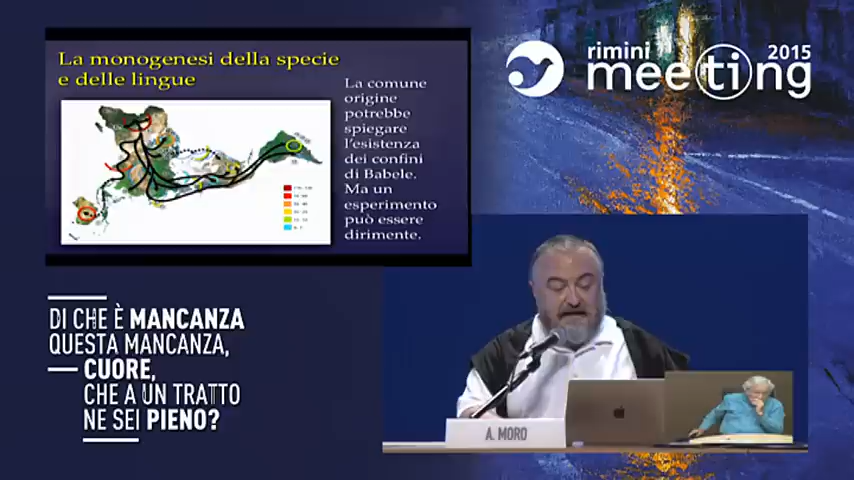 La monogenesi della specie
e delle lingue
La comune
origine
potrebbe
spiegare
l'esistenza
dei confini
di Babele.
Ma un
esperimento
può essere
dirimente.
rimini
2015
meeting
DI CHE È MANCANZA
QUESTA MANCANZA,
CUORE,
CHE A UN TRATTO
NE SEI PIENO?
A. MORO